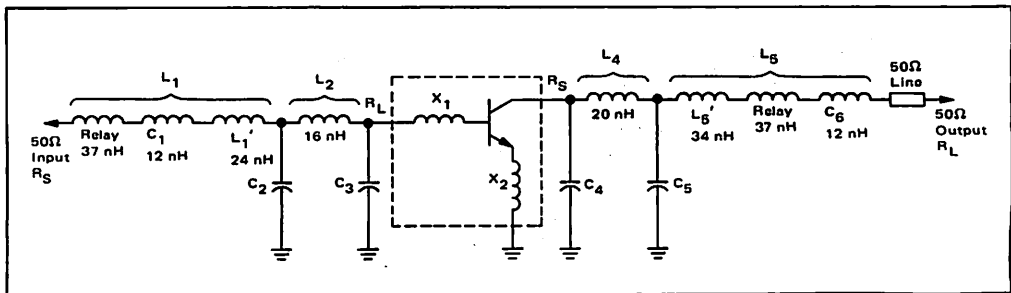 L1
L2
L4
L5
50Ω
Input
RS
Relay
37 nH
C1
12 nH
L1'
24 nH
C2
16 nH
RL
C3
X1
X2
RS
C4
20 nH
C5
L5'
34 nH
Relay
37 nH
C6
12 nH
50Ω
Line
50Ω
Output
RL